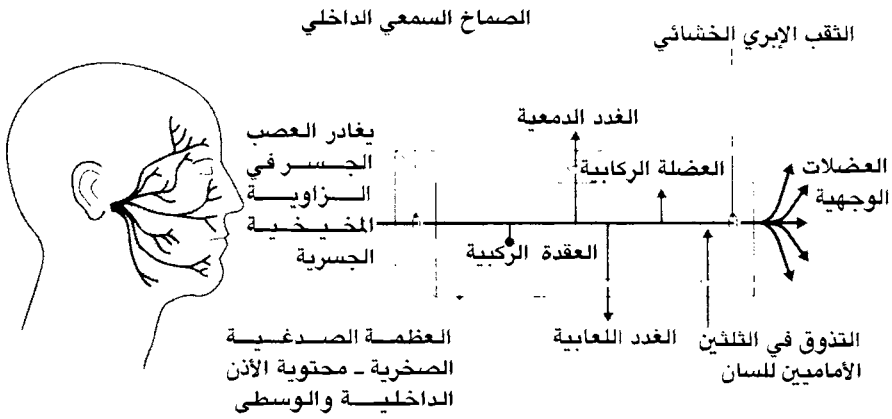 الصماخ السمعي الداخلي
الثقب الإبري الخشائي
يغادر العصب
الجسر في
الزاوية
المخيخية
الجسرية
الغدد الدمعية
العضلة الركابية
العضلات
الوجهية
العقدة الركبية
العظمة الصدغية
الصخرية - محتوية الأذن
الداخلية والوسطى
الغدد اللعابية
التذوق في الثلثين
الأماميين للسان